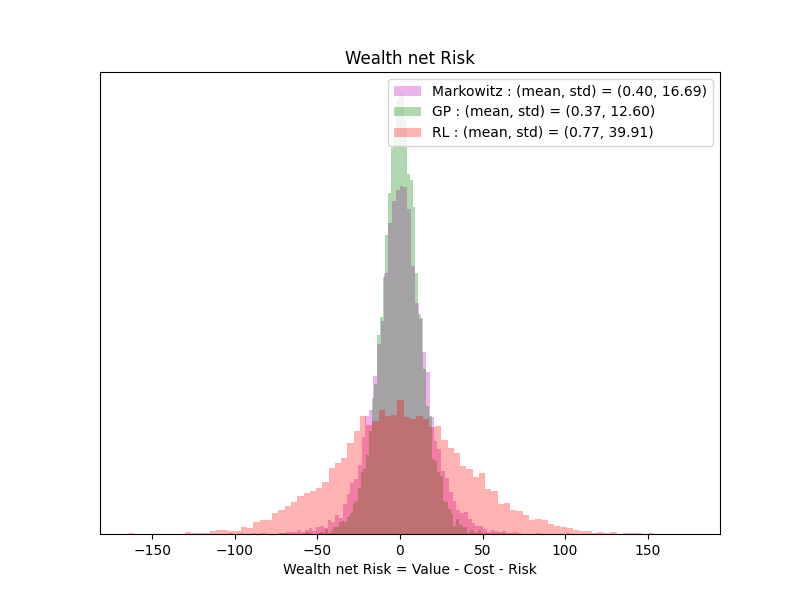 Wealth net Risk
Markowitz : (mean, std) = (0.40, 16.69)
GP : (mean, std) = (0.37, 12.60)
RL : (mean, std) = (0.77, 39.91)
−150 −100 −50 0 50 100 150
Wealth net Risk = Value - Cost - Risk